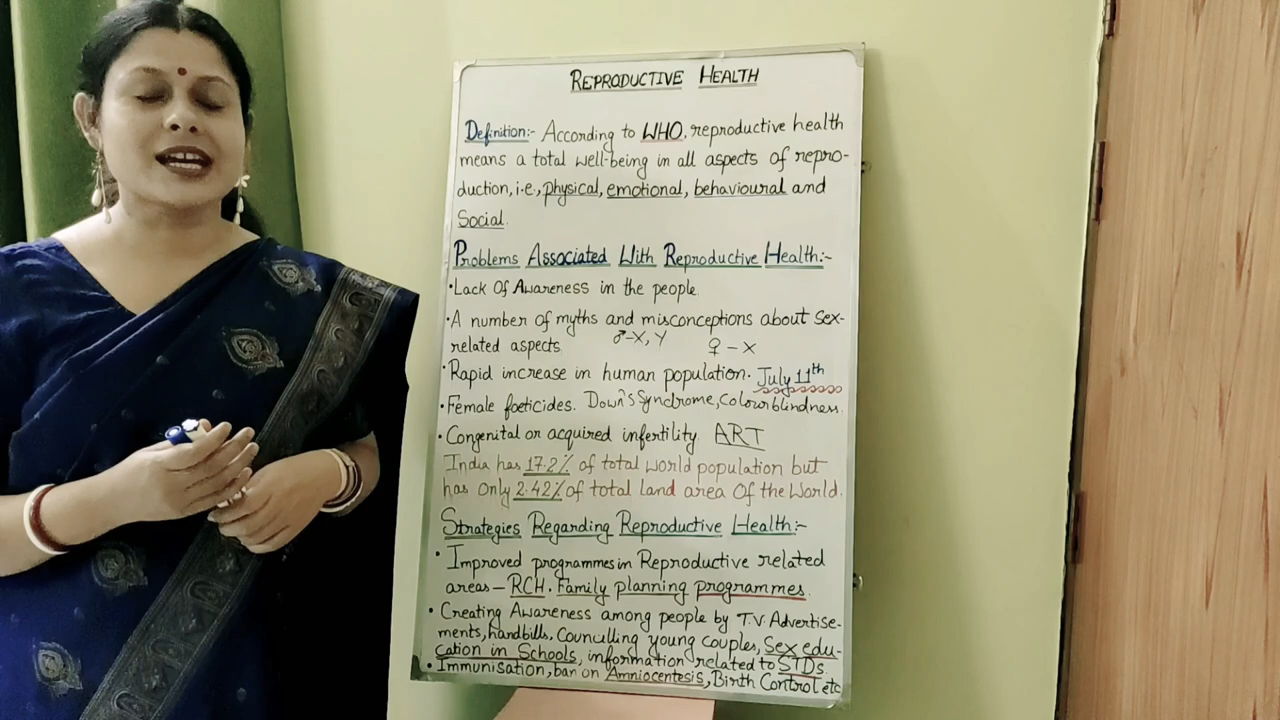 REPRODUCTIVE HEALTH
Definition:- According to WHO, reproductive health
means a total well-being in all aspects of repro-
duction, i.e., physical, emotional, behavioural and
Social.
Problems Associated With Reproductive Health:-
• Lack Of Awareness in the people.
• A number of myths and misconceptions about sex-
related aspects ♂-X, Y ♀ - X
• Rapid increase in human population. July 11th
• Female foeticides. Down's Syndrome, Colourblindness.
• Congenital or acquired infertility. ART
India has 17.2% of total world population but
has only 2.42% of total land area Of the World.
Strategies Regarding Reproductive Health:-
• Improved programmes in Reproductive related
areas - RCH. Family planning programmes.
• Creating Awareness among people by T.V. Advertise-
ments, handbills, Councilling young couples, Sex edu-
cation in Schools, information related to STDs
• Immunisation, ban on Amniocentesis, Birth Control etc